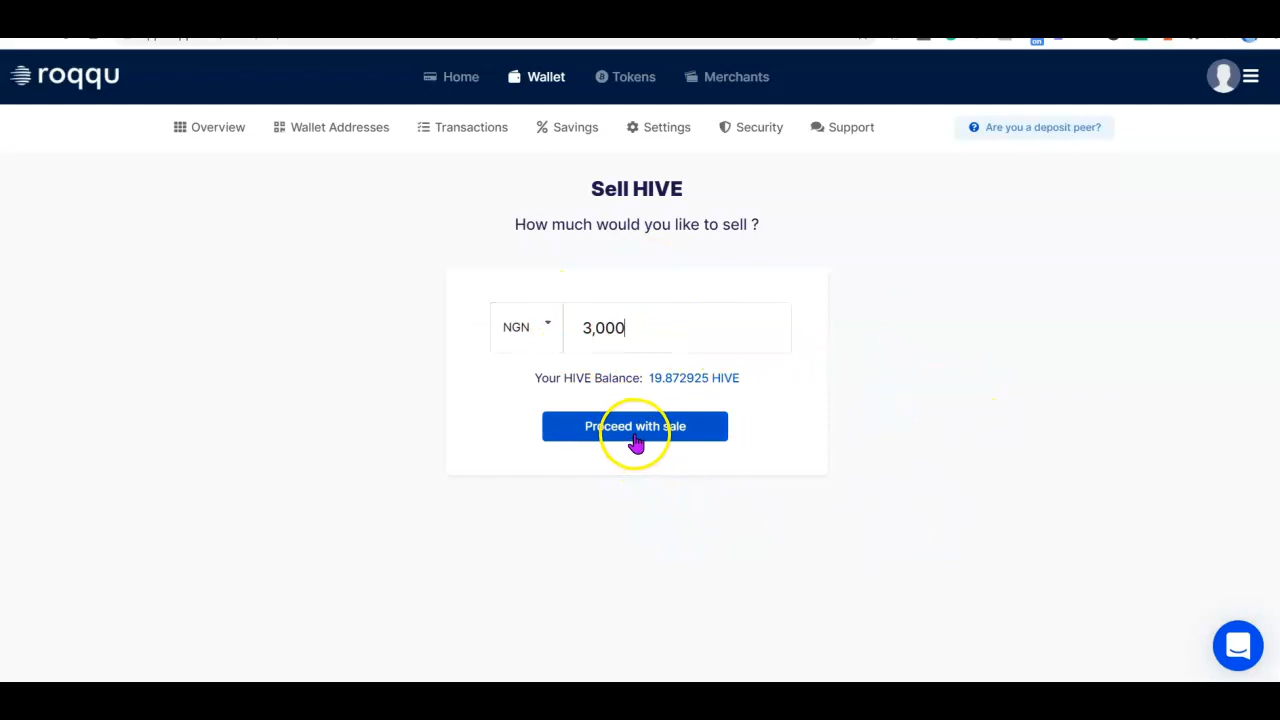 on
roqqu
Home
Wallet
Tokens
Merchants
Overview
Wallet Addresses
Transactions
Savings
Settings
Security
Support
Are you a deposit peer?
Sell HIVE
How much would you like to sell ?
NGN
3,000
Your HIVE Balance: 19.872925 HIVE
Proceed with sale